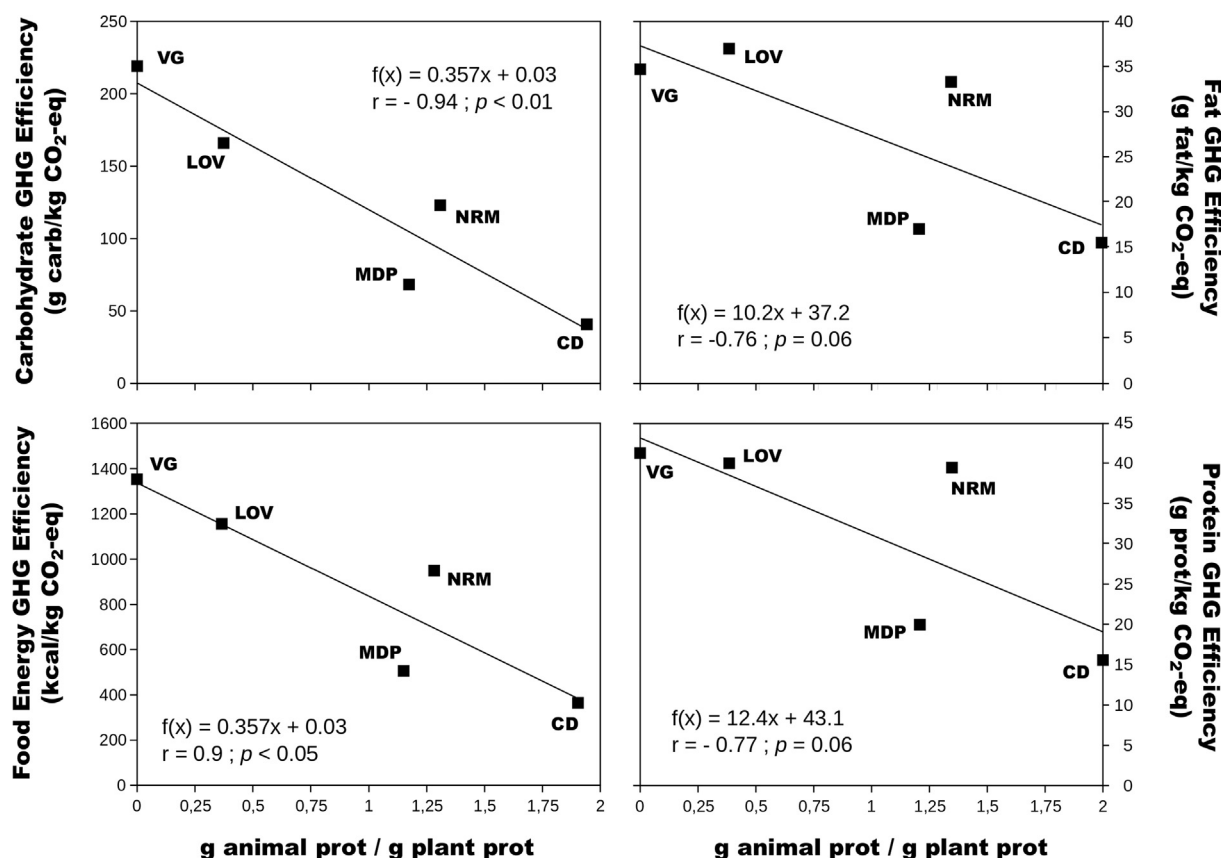 Carbohydrate GHG Efficiency
(g carb/kg CO₂-eq)
250
200
150
100
50
0
VG
LOV
NRM
MDP
CD
f(x) = 0.357x + 0.03
r = - 0.94 ; p < 0.01
40
35
30
25
20
15
10
5
0
Fat GHG Efficiency
(g fat/kg CO₂-eq)
LOV
VG
NRM
MDP
CD
f(x) = 10.2x + 37.2
r = -0.76 ; p = 0.06
Food Energy GHG Efficiency
(kcal/kg CO₂-eq)
1600
1400
1200
1000
800
600
400
200
0
VG
LOV
NRM
MDP
CD
f(x) = 0.357x + 0.03
r = 0.9 ; p < 0.05
0 0,25 0,5 0,75 1 1,25 1,5 1,75 2
g animal prot / g plant prot
45
40
35
30
25
20
15
10
5
0
Protein GHG Efficiency
(g prot/kg CO₂-eq)
LOV
VG
NRM
MDP
CD
f(x) = 12.4x + 43.1
r = - 0.77 ; p = 0.06
0 0,25 0,5 0,75 1 1,25 1,5 1,75 2
g animal prot / g plant prot